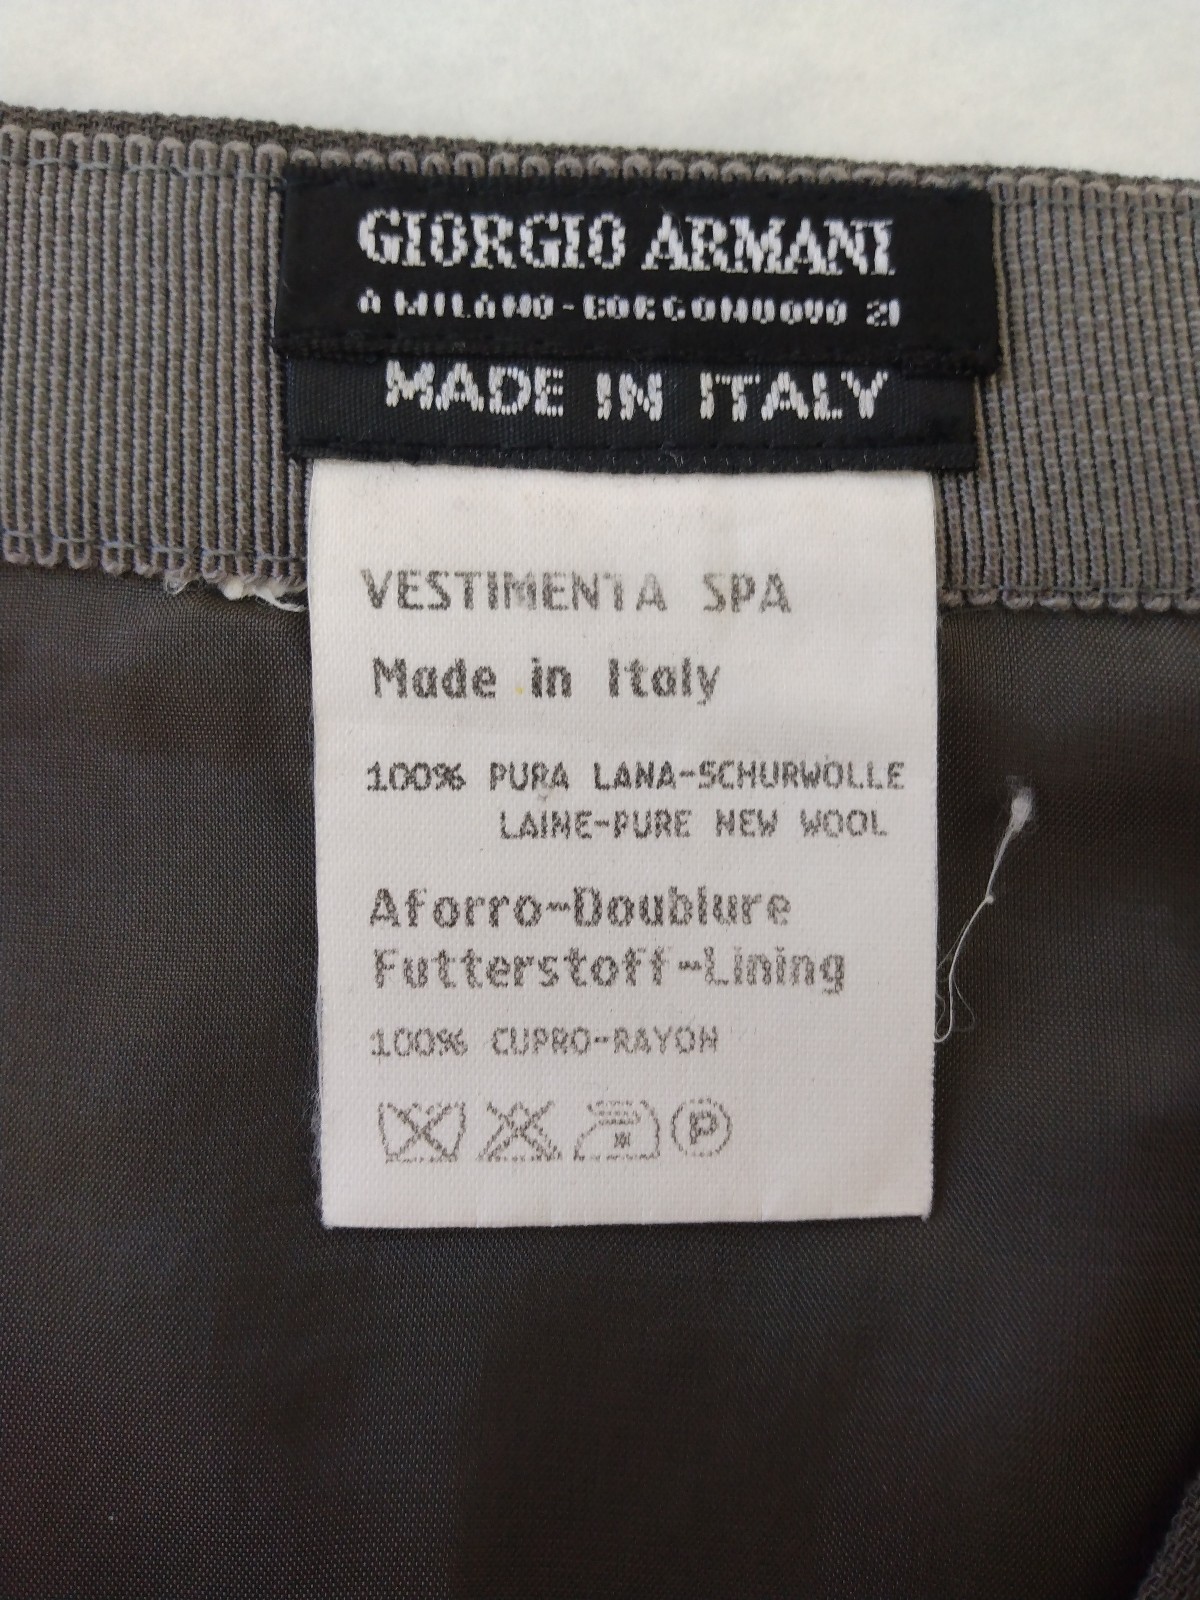 GIORGIO ARMANI
A MILANO-BORGONUOVO 21
MADE IN ITALY
VESTIMENTA SPA
Made in Italy
100% PURA LANA-SCHURWOLLE
LAINE-PURE NEW WOOL
Aforro-Doublure
Futterstoff-Lining
100% CUPRO-RAYON
P